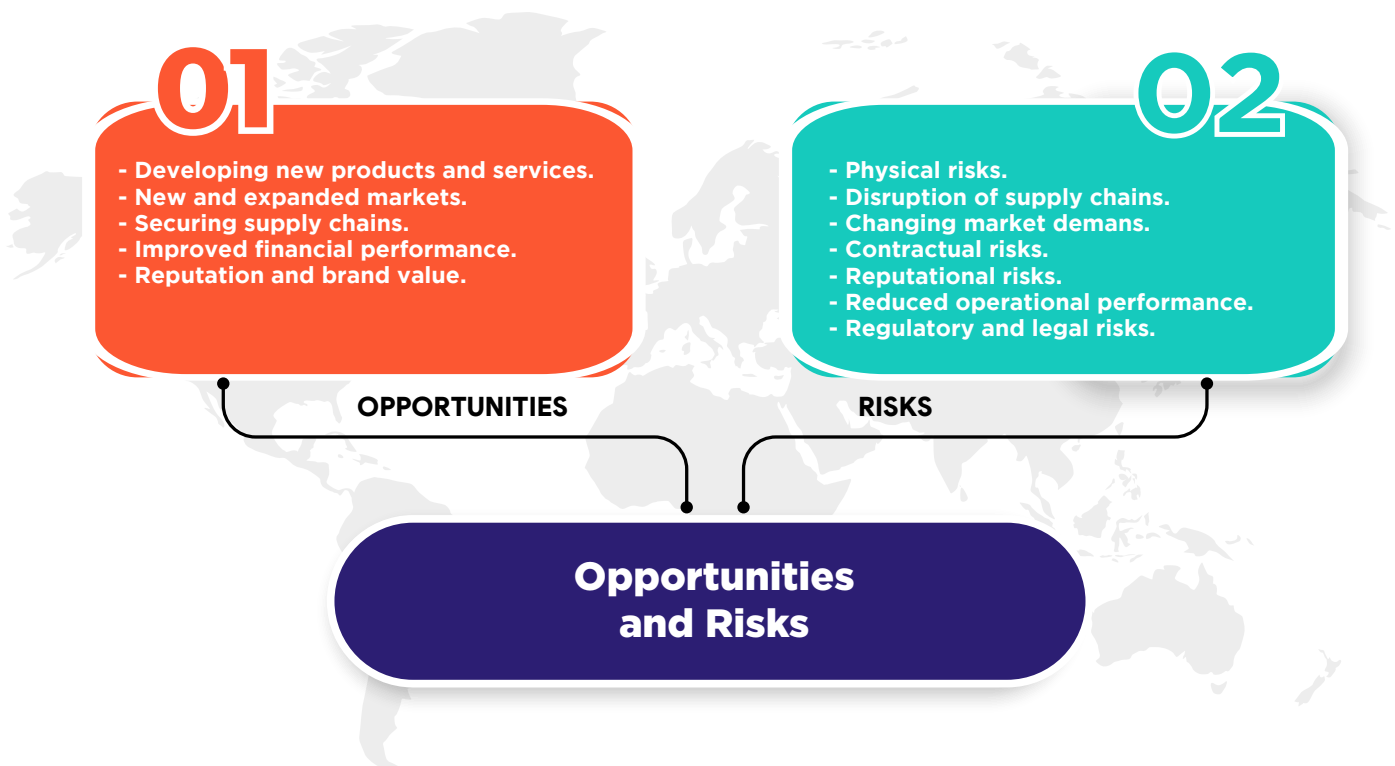 01
- Developing new products and services.
- New and expanded markets.
- Securing supply chains.
- Improved financial performance.
- Reputation and brand value.
OPPORTUNITIES
02
- Physical risks.
- Disruption of supply chains.
- Changing market demans.
- Contractual risks.
- Reputational risks.
- Reduced operational performance.
- Regulatory and legal risks.
RISKS
Opportunities
and Risks